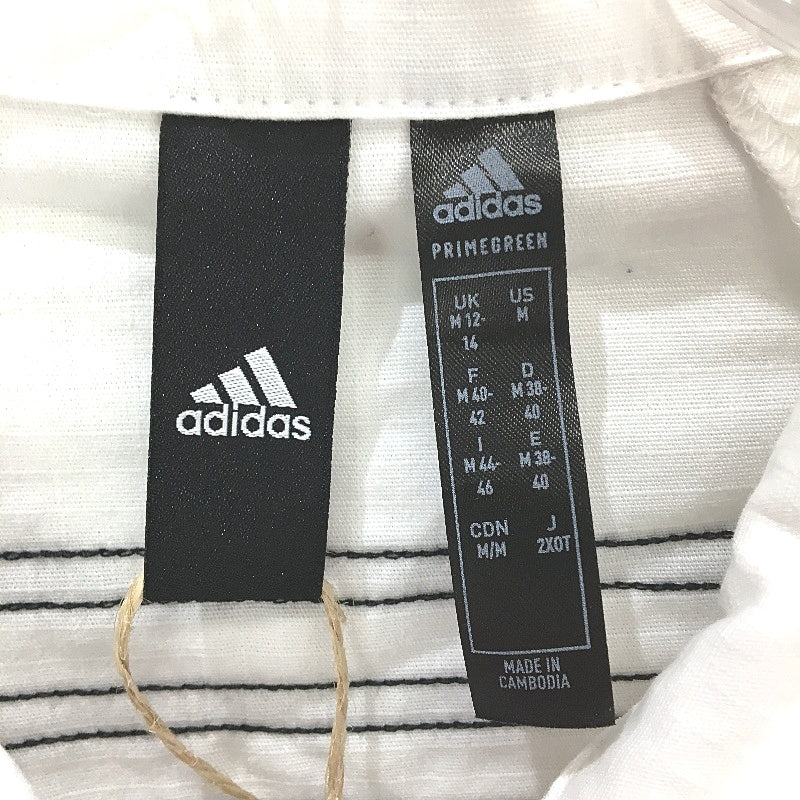 adidas
adidas
PRIMEGREEN
UK US
M 12- M
14
F D
M 40- M 38-
42 40
I E
M 44- M 38-
46 40
CDN J
M/M 2XOT
MADE IN
CAMBODIA